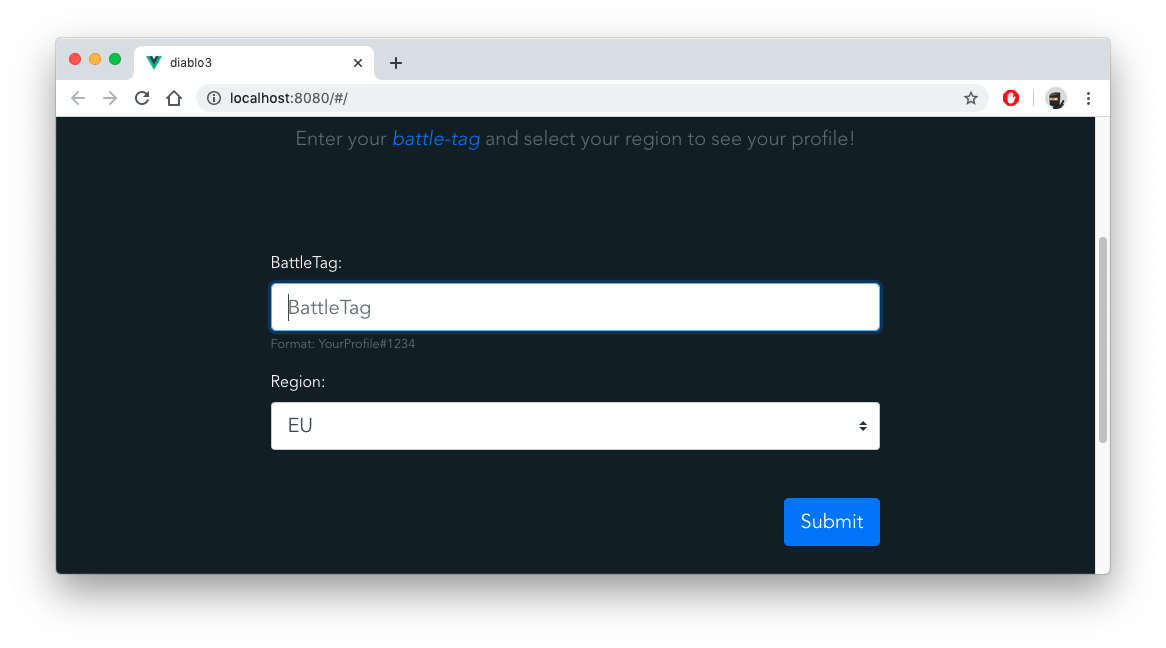 diablo3
localhost:8080/#/
Enter your battle-tag and select your region to see your profile!
BattleTag:
BattleTag
Format: YourProfile#1234
Region:
EU
Submit